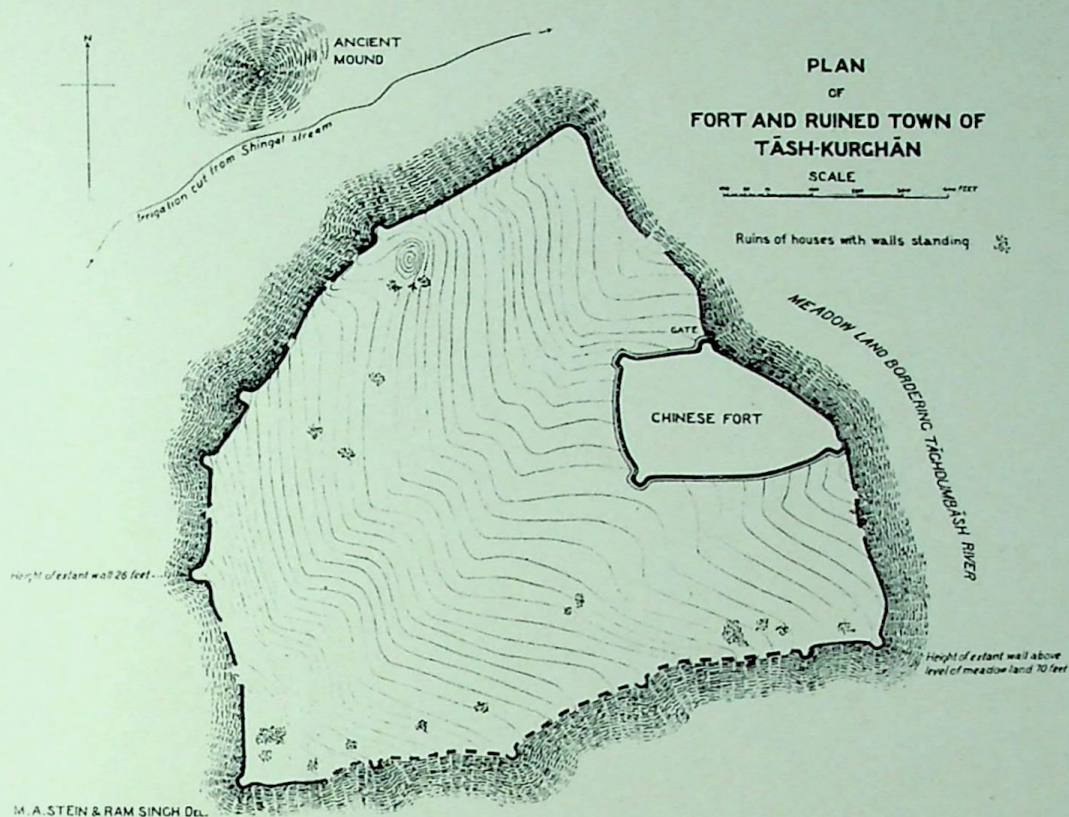 N
ANCIENT
MOUND
Irrigation cut from Shingal stream
PLAN
OF
FORT AND RUINED TOWN OF
TĀSH-KURGHĀN
SCALE
FEET
Ruins of houses with walls standing
MEADOW LAND BORDERING TĀGHDUMBĀSH RIVER
GATE
CHINESE FORT
Height of extant wall 26 feet
Height of extant wall above
level of meadow land 70 feet
M. A. STEIN & RAM SINGH DEL.